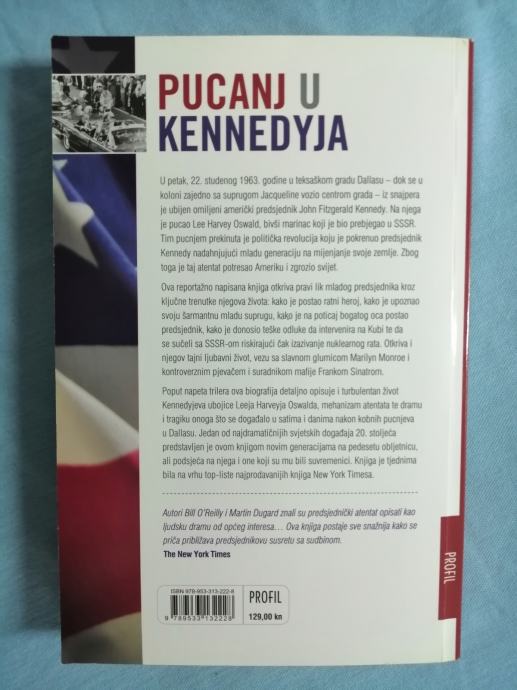 PUCANJ U
KENNEDYJA
U petak, 22. studenog 1963. godine u teksaškom gradu Dallasu – dok se u
koloni zajedno sa suprugom Jacqueline vozio centrom grada – iz snajpera
je ubijen omiljeni američki predsjednik John Fitzgerald Kennedy. Na njega
je pucao Lee Harvey Oswald, bivši marinac koji je bio prebjegao u SSSR.
Tim pucnjem prekinuta je politička revolucija koju je pokrenuo predsjednik
Kennedy nadahnjujući mladu generaciju na mijenjanje svoje zemlje. Zbog
toga je taj atentat potresao Ameriku i zgrozio svijet.
Ova reportažno napisana knjiga otkriva pravi lik mladog predsjednika kroz
ključne trenutke njegova života: kako je postao ratni heroj, kako je upoznao
svoju šarmantnu mladu suprugu, kako je na poticaj bogatog oca postao
predsjednik, kako je donosio teške odluke da intervenira na Kubi te da
se sučeli sa SSSR-om riskirajući čak izazivanje nuklearnog rata. Otkriva i
njegov tajni ljubavni život, vezu sa slavnom glumicom Marilyn Monroe i
kontroverznim pjevačem i suradnikom mafije Frankom Sinatrom.
Poput napeta trilera ova biografija detaljno opisuje i turbulentan život
Kennedyjeva ubojice Leeja Harveyja Oswalda, mehanizam atentata te dramu
i tragiku onoga što se događalo u satima i danima nakon kobnih pucnjeva
u Dallasu. Jedan od najdramatičnijih svjetskih događaja 20. stoljeća
predstavljen je ovom knjigom novim generacijama na pedesetu obljetnicu,
ali podsjeća na njega i one koji su mu bili suvremenici. Knjiga je tjednima
bila na vrhu top-liste najprodavanijih knjiga New York Timesa.
Autori Bill O'Reilly i Martin Dugard znali su predsjednički atentat opisati kao
ljudsku dramu od općeg interesa... Ova knjiga postaje sve snažnija kako se
priča približava predsjednikovu susretu sa sudbinom.
The New York Times
ISBN 978-953-313-222-8
9 789533 132228
PROFIL
129,00 kn
PROFIL